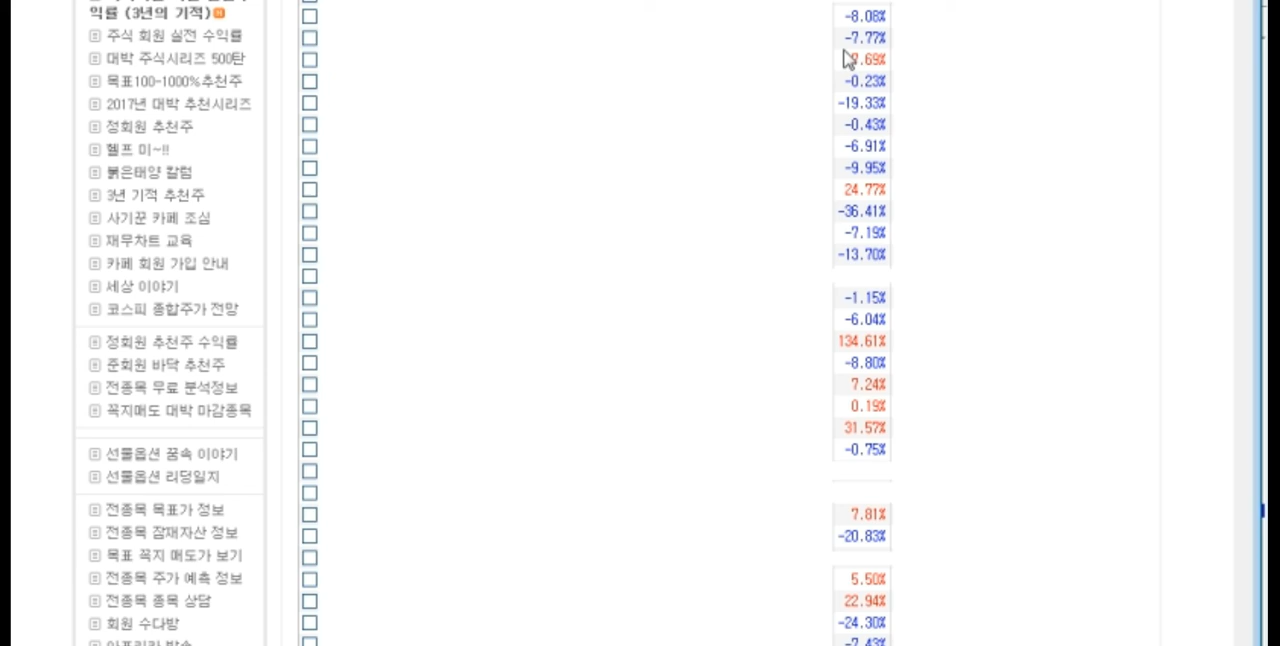 익률 (3년의 기적)
주식 회원 실전 수익률
대박 주식시리즈 500탄
목표100-1000%추천주
2017년 대박 추천시리즈
정회원 추천주
헬프 미~!!
붉은태양 칼럼
3년 기적 추천주
사기꾼 카페 조심
재무차트 교육
카페 회원 가입 안내
세상 이야기
코스피 종합주가 전망
정회원 추천주 수익률
준회원 바닥 추천주
전종목 무료 분석정보
꼭지매도 대박 마감종목
선물옵션 꿈속 이야기
선물옵션 리딩일지
전종목 목표가 정보
전종목 잠재자산 정보
목표 꼭지 매도가 보기
전종목 주가 예측 정보
전종목 종목 상담
회원 수다방
-8.08%
-7.77%
-0.23%
-19.33%
-0.43%
-6.91%
-9.95%
24.77%
-36.41%
-7.19%
-13.70%
-1.15%
-6.04%
134.61%
-8.80%
7.24%
0.19%
31.57%
-0.75%
7.81%
-20.83%
5.50%
22.94%
-24.30%
-7.43%